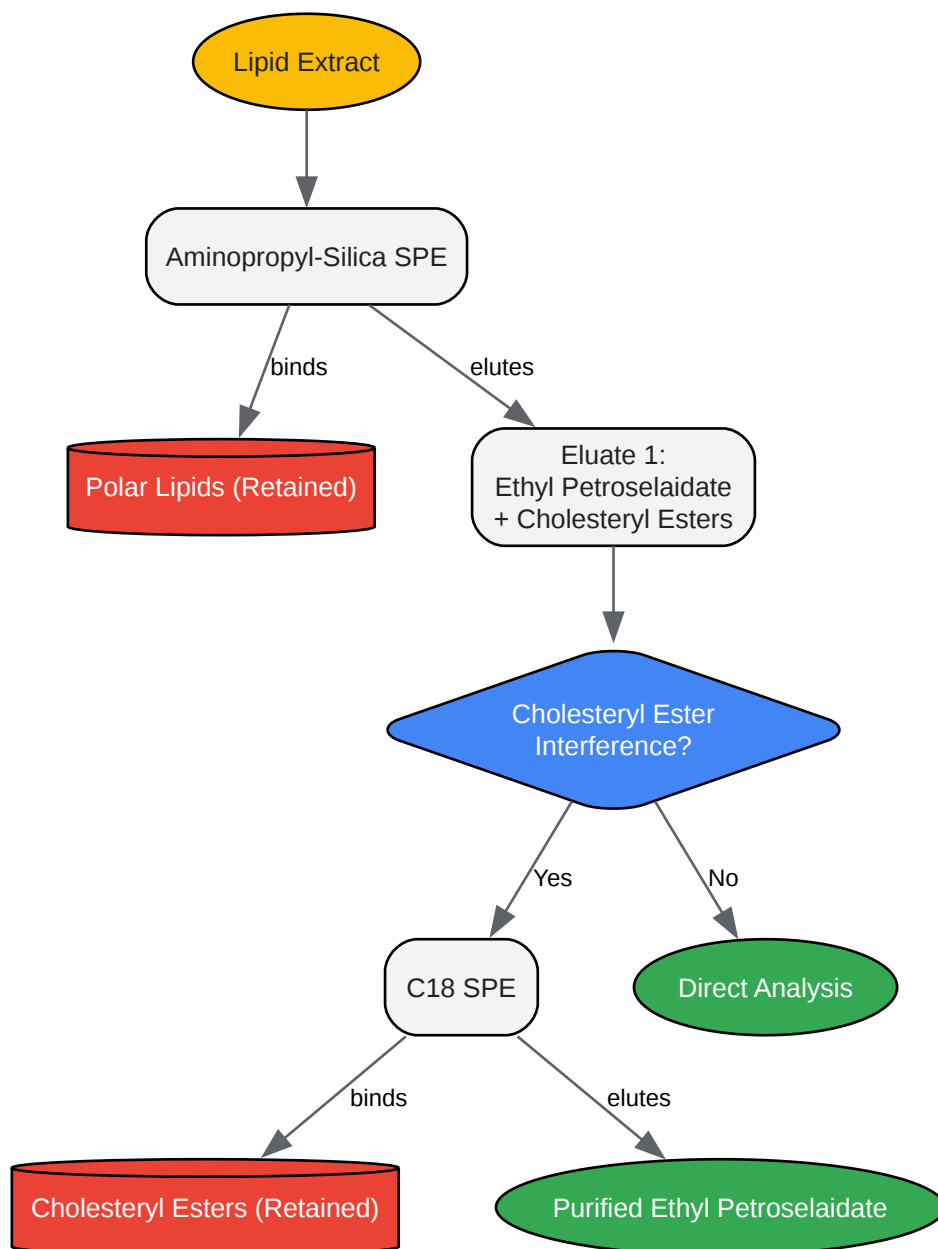 Lipid Extract
Aminopropyl-Silica SPE
binds
elutes
Polar Lipids (Retained)
Eluate 1:
Ethyl Petroselaidate
+ Cholesteryl Esters
Cholesteryl Ester
Interference?
Yes
No
C18 SPE
Direct Analysis
binds
elutes
Cholesteryl Esters (Retained)
Purified Ethyl Petroselaidate